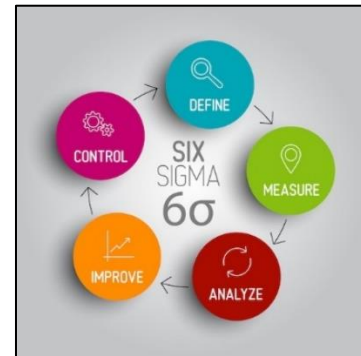 DEFINE
MEASURE
ANALYZE
IMPROVE
CONTROL
SIX
SIGMA
6σ